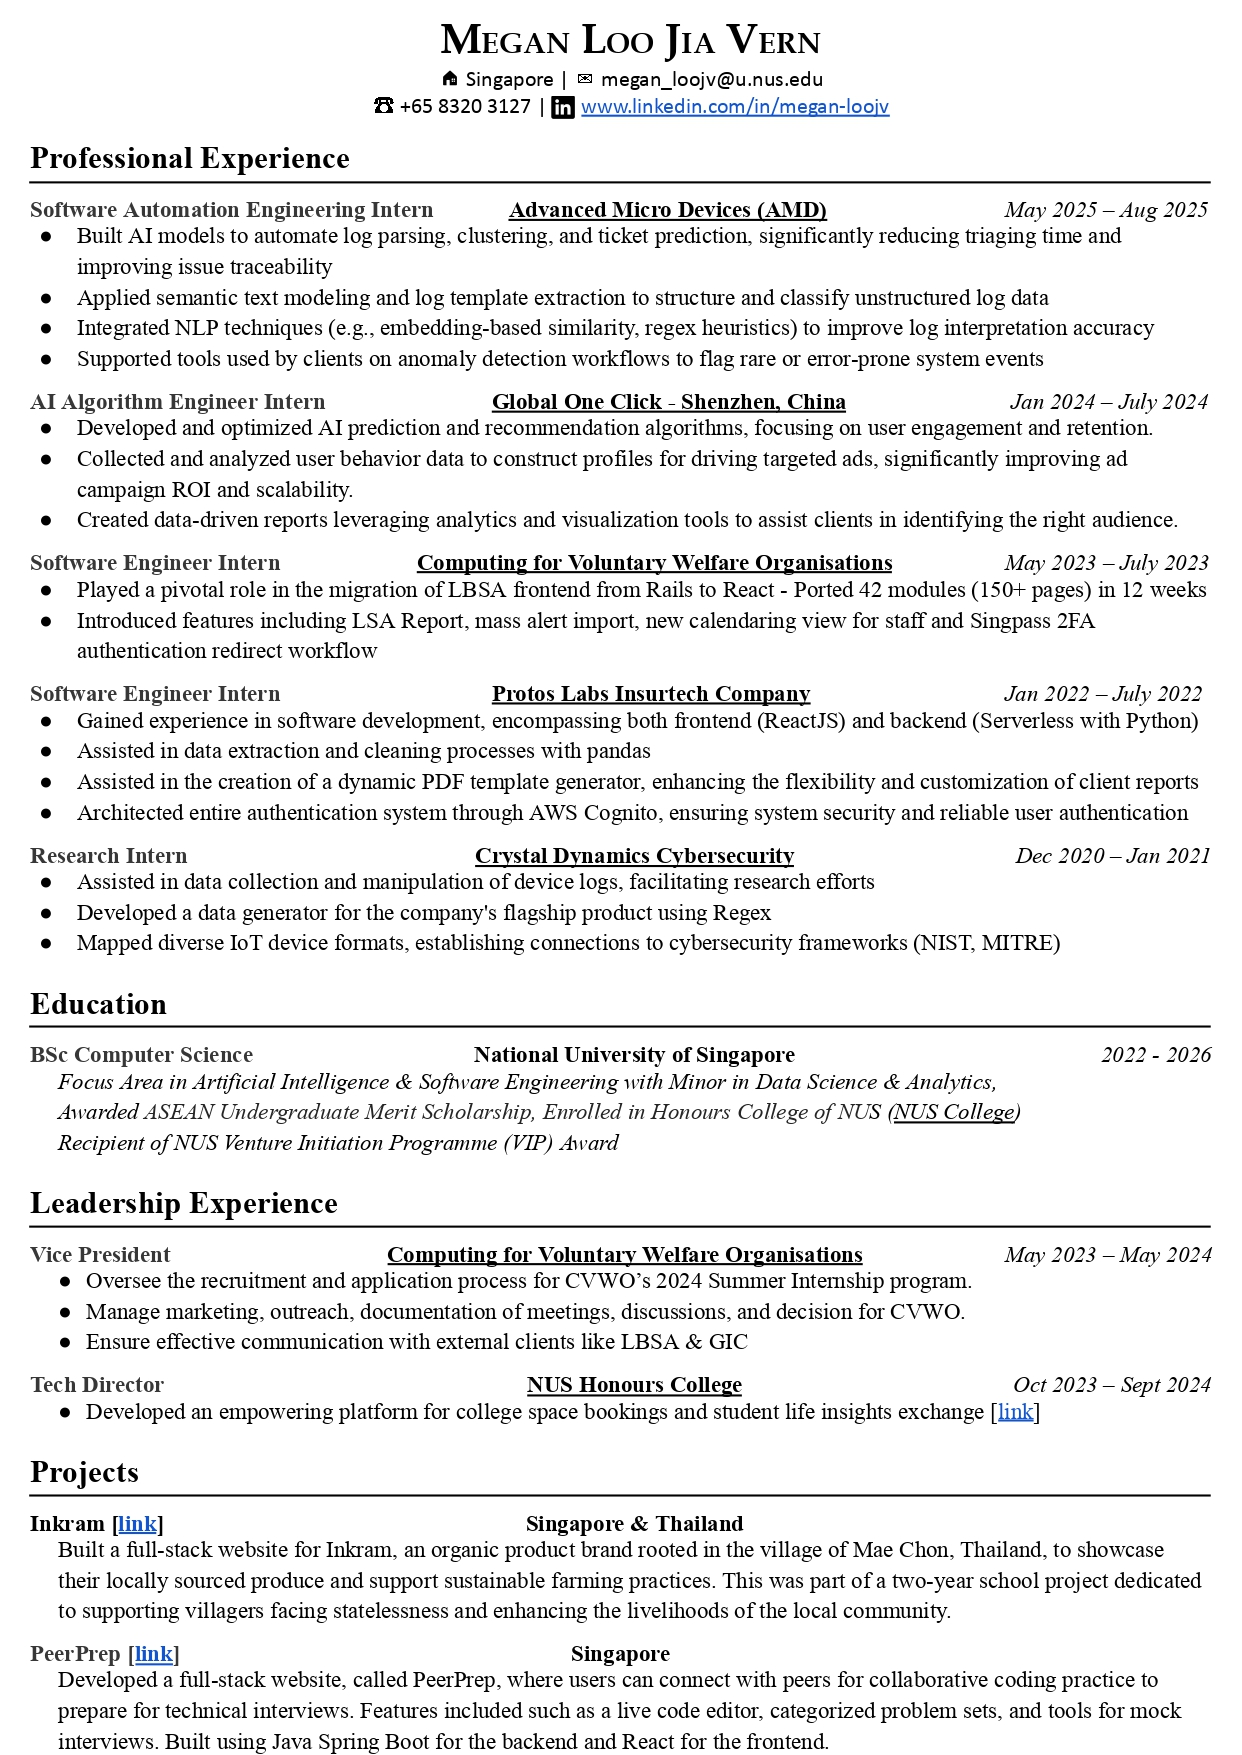 Megan Loo Jia Vern
Singapore | megan_loojv@u.nus.edu
+65 8320 3127 | www.linkedin.com/in/megan-loojv
Professional Experience
Software Automation Engineering Intern Advanced Micro Devices (AMD) May 2025 – Aug 2025
● Built AI models to automate log parsing, clustering, and ticket prediction, significantly reducing triaging time and
improving issue traceability
● Applied semantic text modeling and log template extraction to structure and classify unstructured log data
● Integrated NLP techniques (e.g., embedding-based similarity, regex heuristics) to improve log interpretation accuracy
● Supported tools used by clients on anomaly detection workflows to flag rare or error-prone system events
AI Algorithm Engineer Intern Global One Click - Shenzhen, China Jan 2024 – July 2024
● Developed and optimized AI prediction and recommendation algorithms, focusing on user engagement and retention.
● Collected and analyzed user behavior data to construct profiles for driving targeted ads, significantly improving ad
campaign ROI and scalability.
● Created data-driven reports leveraging analytics and visualization tools to assist clients in identifying the right audience.
Software Engineer Intern Computing for Voluntary Welfare Organisations May 2023 – July 2023
● Played a pivotal role in the migration of LBSA frontend from Rails to React - Ported 42 modules (150+ pages) in 12 weeks
● Introduced features including LSA Report, mass alert import, new calendaring view for staff and Singpass 2FA
authentication redirect workflow
Software Engineer Intern Protos Labs Insurtech Company Jan 2022 – July 2022
● Gained experience in software development, encompassing both frontend (ReactJS) and backend (Serverless with Python)
● Assisted in data extraction and cleaning processes with pandas
● Assisted in the creation of a dynamic PDF template generator, enhancing the flexibility and customization of client reports
● Architected entire authentication system through AWS Cognito, ensuring system security and reliable user authentication
Research Intern Crystal Dynamics Cybersecurity Dec 2020 – Jan 2021
● Assisted in data collection and manipulation of device logs, facilitating research efforts
● Developed a data generator for the company's flagship product using Regex
● Mapped diverse IoT device formats, establishing connections to cybersecurity frameworks (NIST, MITRE)
Education
BSc Computer Science National University of Singapore 2022 - 2026
Focus Area in Artificial Intelligence & Software Engineering with Minor in Data Science & Analytics,
Awarded ASEAN Undergraduate Merit Scholarship, Enrolled in Honours College of NUS (NUS College)
Recipient of NUS Venture Initiation Programme (VIP) Award
Leadership Experience
Vice President Computing for Voluntary Welfare Organisations May 2023 – May 2024
● Oversee the recruitment and application process for CVWO’s 2024 Summer Internship program.
● Manage marketing, outreach, documentation of meetings, discussions, and decision for CVWO.
● Ensure effective communication with external clients like LBSA & GIC
Tech Director NUS Honours College Oct 2023 – Sept 2024
● Developed an empowering platform for college space bookings and student life insights exchange [link]
Projects
Inkram [link] Singapore & Thailand
Built a full-stack website for Inkram, an organic product brand rooted in the village of Mae Chon, Thailand, to showcase
their locally sourced produce and support sustainable farming practices. This was part of a two-year school project dedicated
to supporting villagers facing statelessness and enhancing the livelihoods of the local community.
PeerPrep [link] Singapore
Developed a full-stack website, called PeerPrep, where users can connect with peers for collaborative coding practice to
prepare for technical interviews. Features included such as a live code editor, categorized problem sets, and tools for mock
interviews. Built using Java Spring Boot for the backend and React for the frontend.